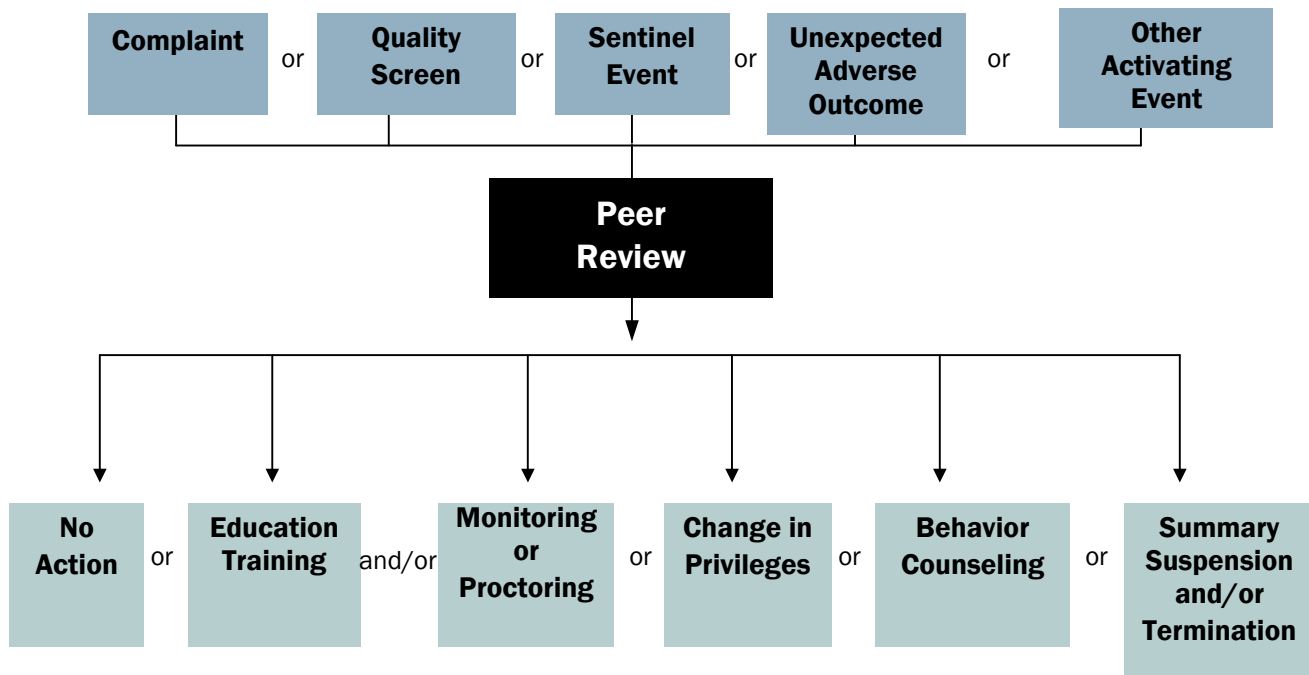 Complaint
or
Quality
Screen
or
Sentinel
Event
or
Unexpected
Adverse
Outcome
or
Other
Activating
Event
Peer
Review
No
Action
or
Education
Training
and/or
Monitoring
or
Proctoring
or
Change in
Privileges
or
Behavior
Counseling
or
Summary
Suspension
and/or
Termination